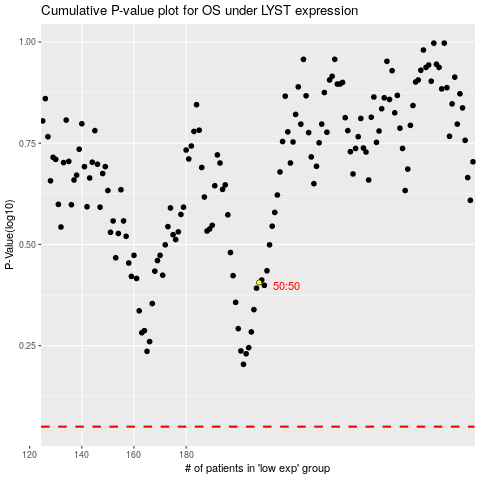 Cumulative P-value plot for OS under LYST expression
P-Value(log10)
1.00
0.75
0.50
0.25
50:50
120 140 160 180
# of patients in 'low exp' group